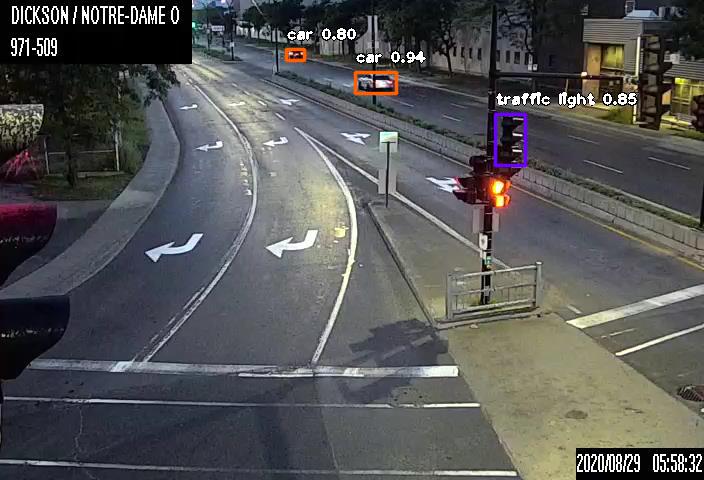 DICKSON / NOTRE-DAME O
971-509
car 0.80
car 0.94
traffic light 0.85
2020/08/29 05:58:32